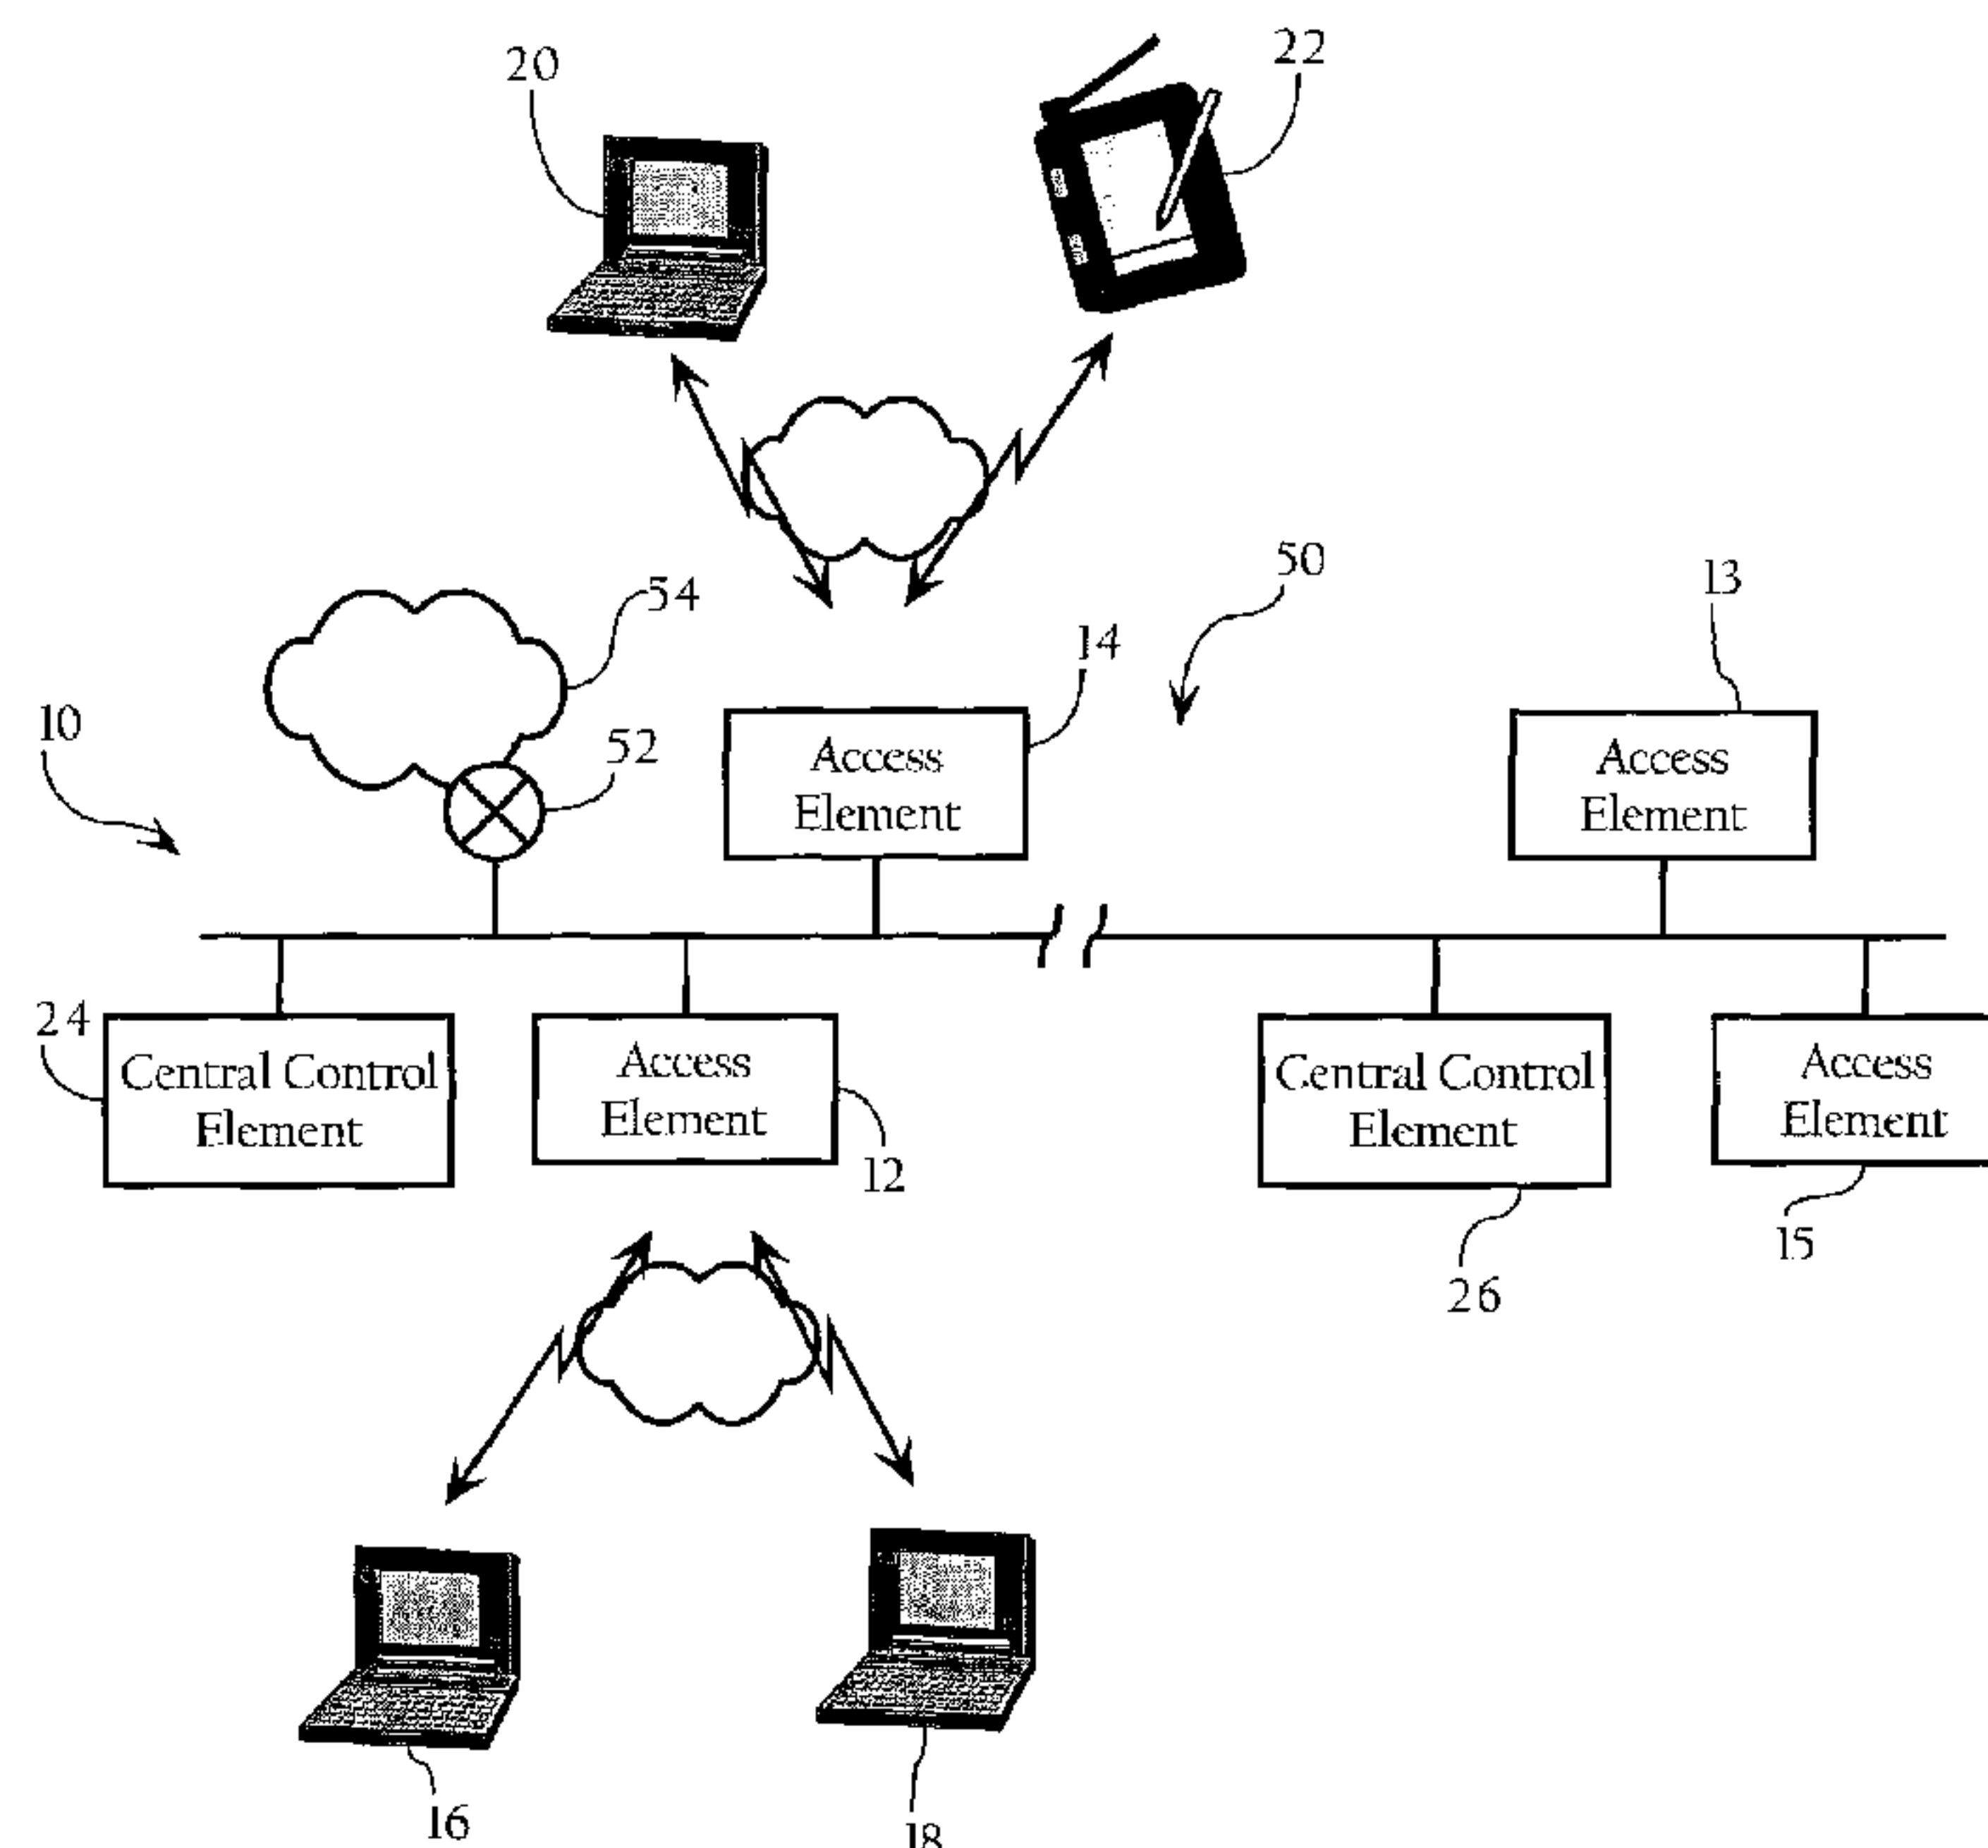 20
22
54
50
13
14
10
52
Access
Element
Access
Element
24
Central Control
Element
Access
Element
12
Central Control
Element
Access
Element
15
26
16
18